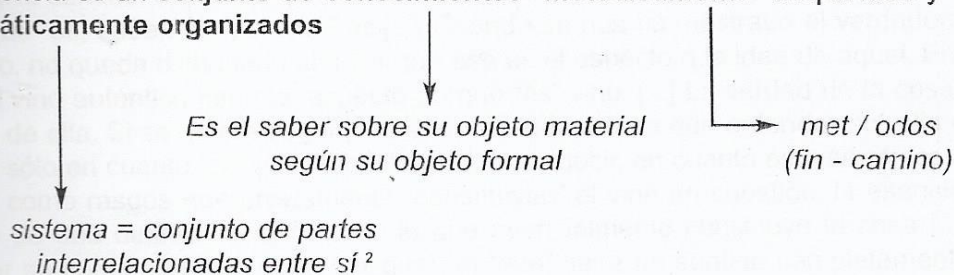 áticamente organizados
Es el saber sobre su objeto material
según su objeto formal
met / odos
(fin - camino)
sistema = conjunto de partes
interrelacionadas entre sí ²